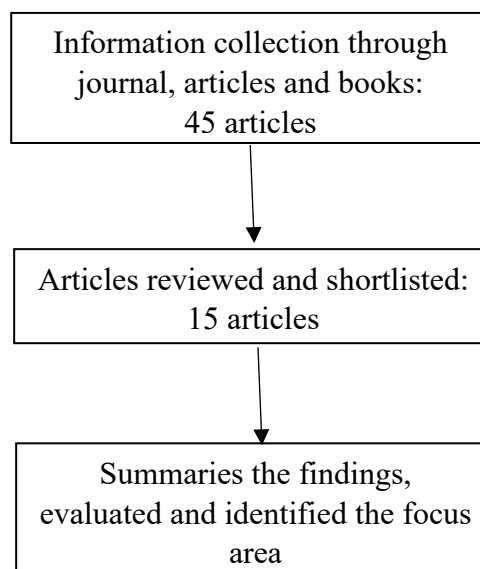 Information collection through
journal, articles and books:
45 articles
Articles reviewed and shortlisted:
15 articles
Summaries the findings,
evaluated and identified the focus
area